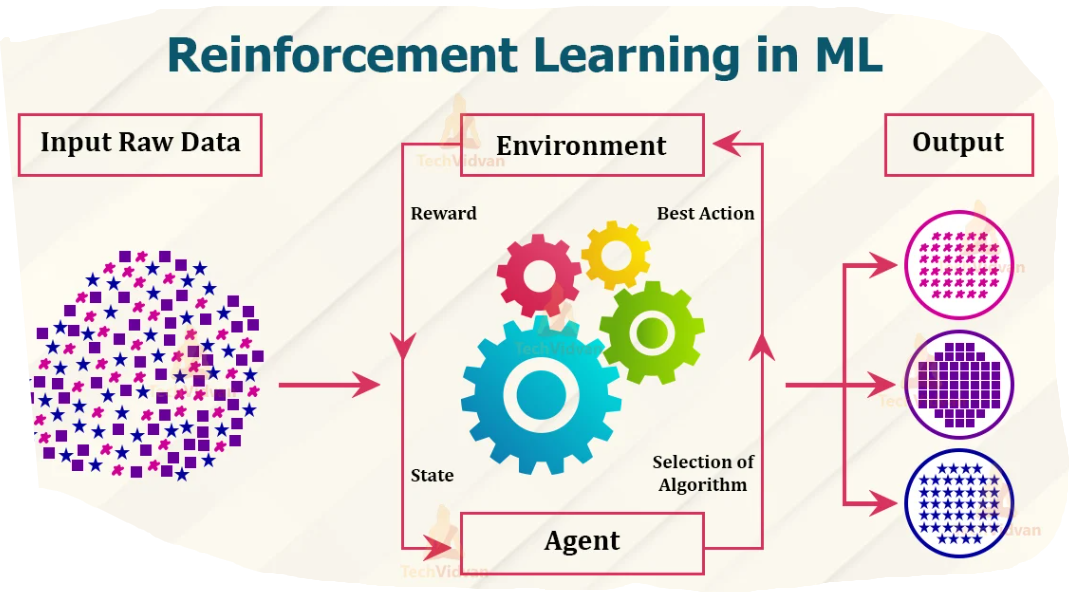 Reinforcement Learning in ML
Input Raw Data
Environment
Output
TechVidvan
Reward
Best Action
TechVidvan
State
Selection of
Algorithm
Agent
TechVidvan